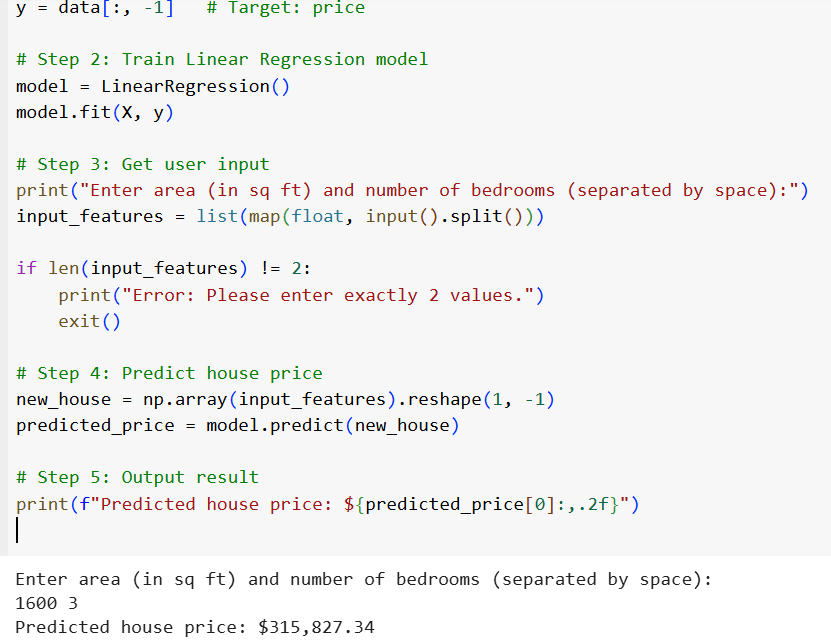 y = data[:, -1]   # Target: price

# Step 2: Train Linear Regression model
model = LinearRegression()
model.fit(X, y)

# Step 3: Get user input
print("Enter area (in sq ft) and number of bedrooms (separated by space):")
input_features = list(map(float, input().split()))

if len(input_features) != 2:
    print("Error: Please enter exactly 2 values.")
    exit()

# Step 4: Predict house price
new_house = np.array(input_features).reshape(1, -1)
predicted_price = model.predict(new_house)

# Step 5: Output result
print(f"Predicted house price: ${predicted_price[0]:,.2f}")

Enter area (in sq ft) and number of bedrooms (separated by space):
1600 3
Predicted house price: $315,827.34